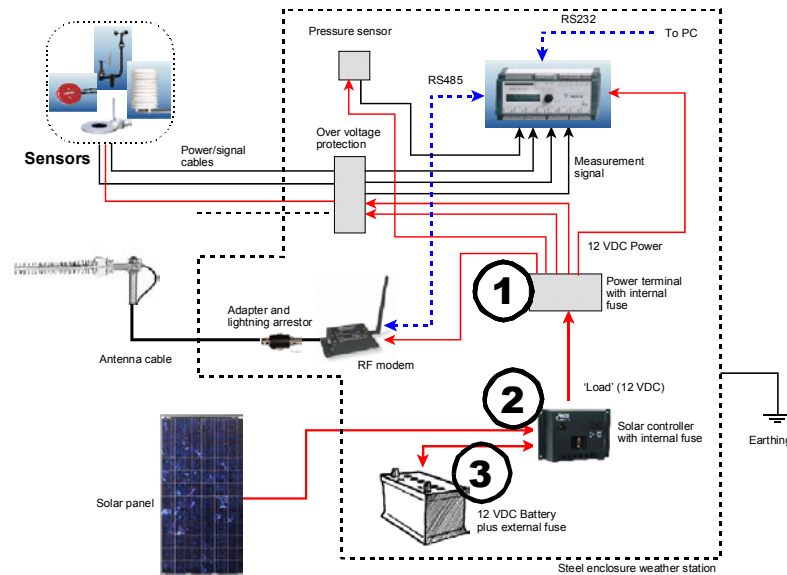 RS232
To PC
Pressure sensor
RS485
Over voltage
protection
Power/signal
cables
Sensors
Measurement
signal
12 VDC Power
1
Power terminal
with internal
fuse
Adapter and
lightning arrestor
Antenna cable
RF modem
'Load' (12 VDC)
2
Solar controller
with internal fuse
Earthing
3
Solar panel
12 VDC Battery
plus external fuse
Steel enclosure weather station